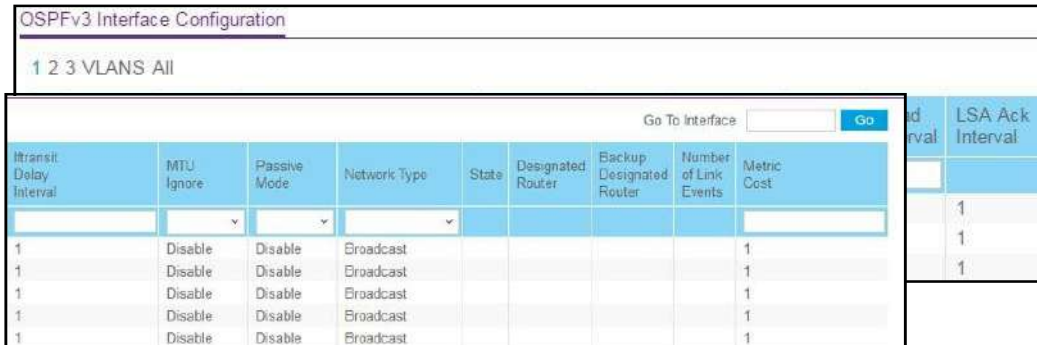 OSPFv3 Interface Configuration
1 2 3 VLANS All
LSA Ack
Interval
1
1
1
Go To Interface Go
Iftransit
Delay
Interval
MTU
Ignore
Passive
Mode
Network Type
State
Designated
Router
Backup
Designated
Router
Number
of Link
Events
Metric
Cost
1 Disable Disable Broadcast 1
1 Disable Disable Broadcast 1
1 Disable Disable Broadcast 1
1 Disable Disable Broadcast 1
1 Disable Disable Broadcast 1